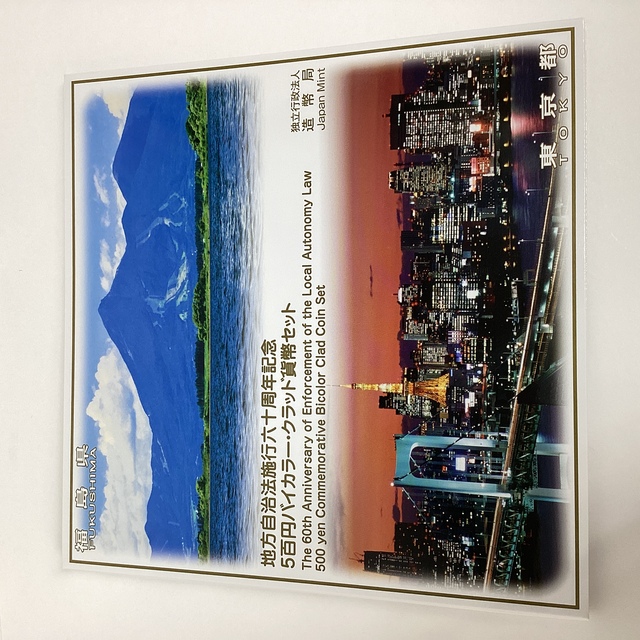 福島県
FUKUSHIMA
地方自治法施行六十周年記念
5百円バイカラー・クラッド貨幣セット
The 60th Anniversary of Enforcement of the Local Autonomy Law
500 yen Commemorative Bicolor Clad Coin Set
独立行政法人
造幣局
Japan Mint
東京都
TOKYO